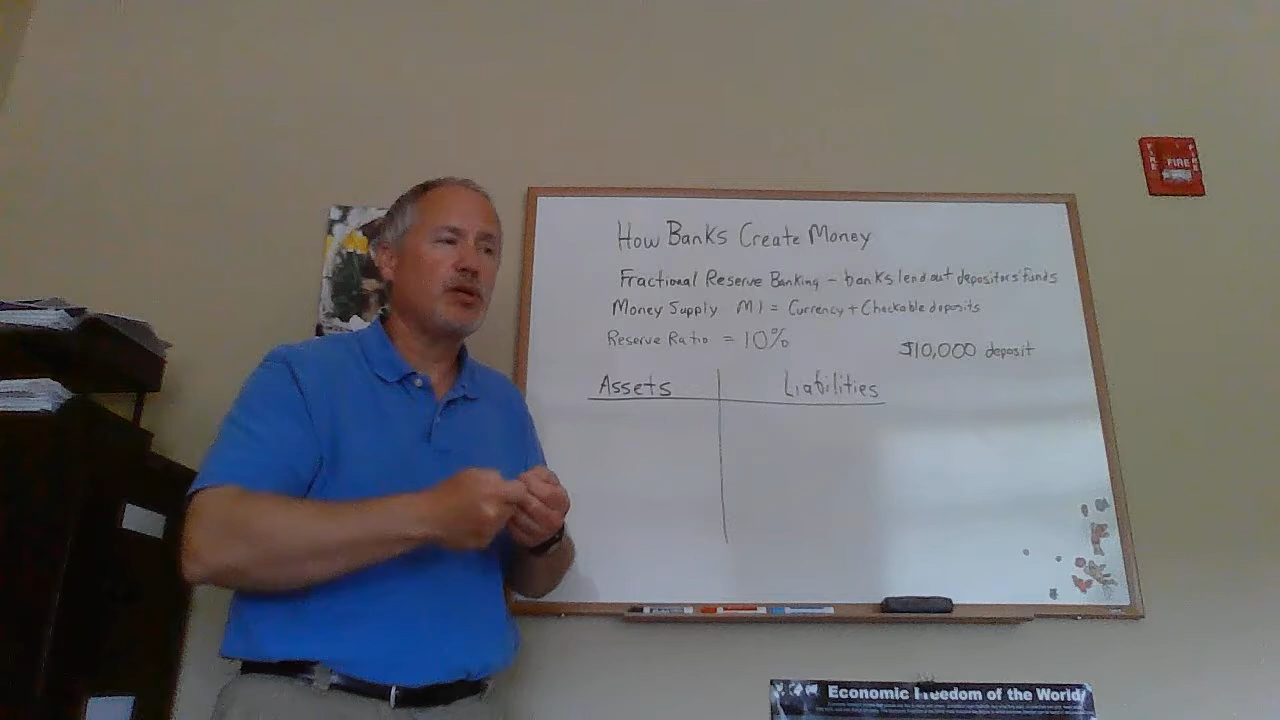 How Banks Create Money
Fractional Reserve Banking – banks lend out depositors' funds
Money Supply M1 = Currency + Checkable deposits
Reserve Ratio = 10%
$10,000 deposit
Assets Liabilities
FIRE
Economic Freedom of the World